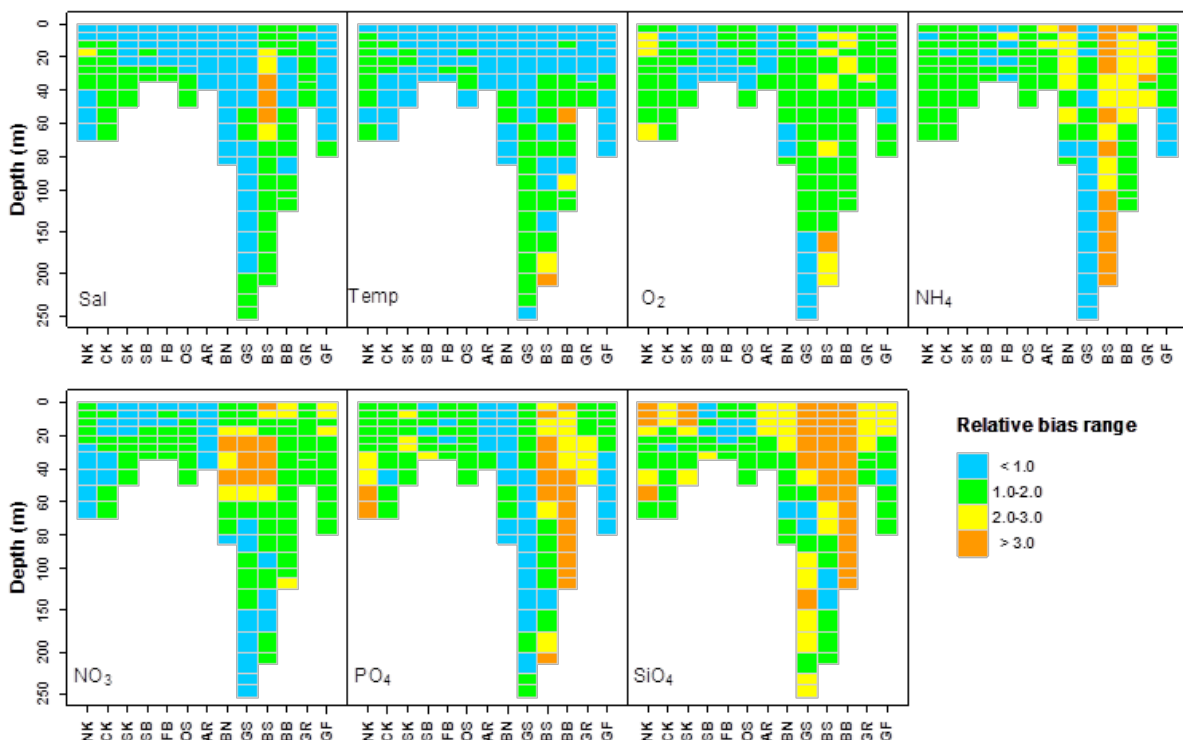 0
20
40
60
80
100
150
200
250
Depth (m)
Sal
Temp
O2
NH4
NK CK SK SB FB OS AR BN GS BS BB GR GF
NK CK SK SB FB OS AR BN GS BS BB GR GF
NK CK SK SB FB OS AR BN GS BS BB GR GF
NK CK SK SB FB OS AR BN GS BS BB GR GF
0
20
40
60
80
100
150
200
250
Depth (m)
NO3
PO4
SiO4
NK CK SK SB FB OS AR BN GS BS BB GR GF
NK CK SK SB FB OS AR BN GS BS BB GR GF
NK CK SK SB FB OS AR BN GS BS BB GR GF
Relative bias range
< 1.0
1.0-2.0
2.0-3.0
> 3.0